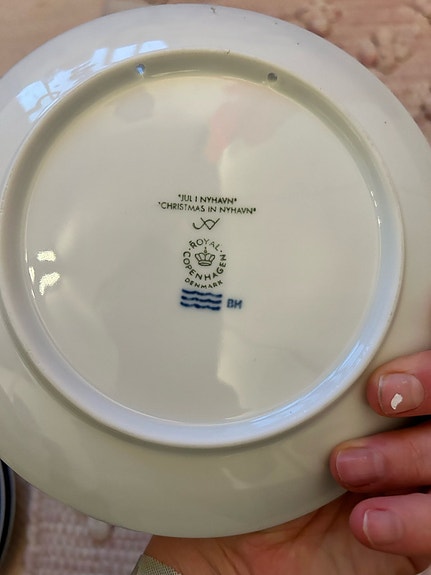 "JUL I NYHAVN"
"CHRISTMAS IN NYHAVN"
ROYAL
COPENHAGEN
DENMARK
BH